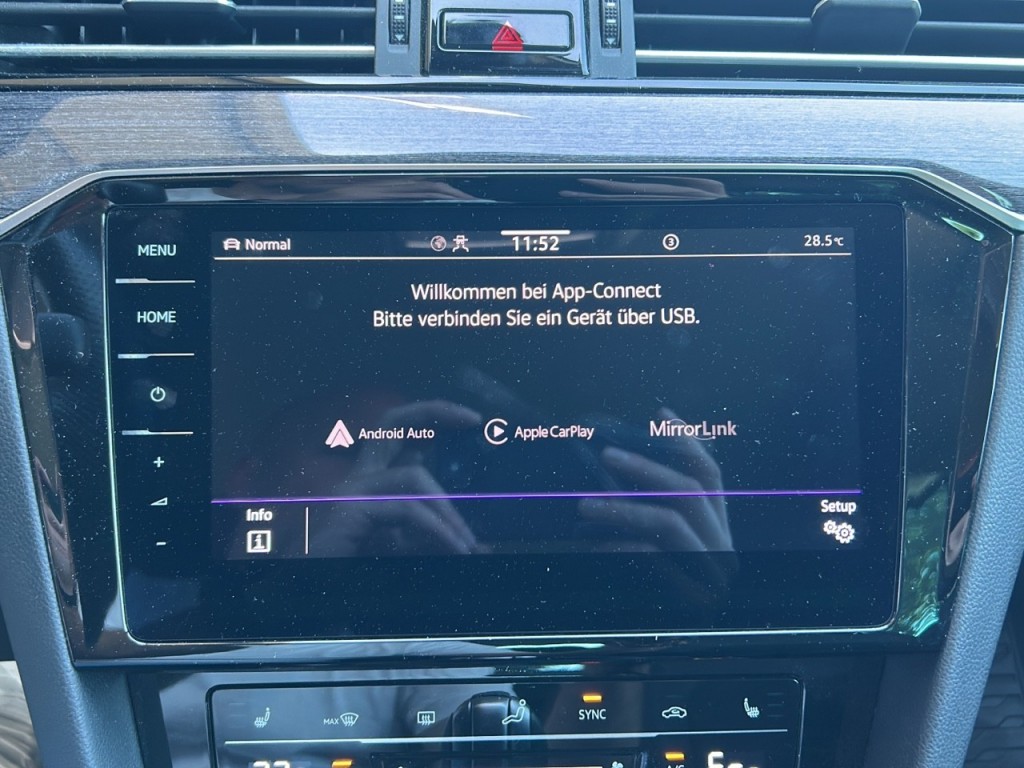 MENU
HOME
Normal
11:52
3
28.5°C
Willkommen bei App-Connect
Bitte verbinden Sie ein Gerät über USB.
Android Auto
Apple CarPlay
MirrorLink
Info
Setup
MAX
SYNC
A/C